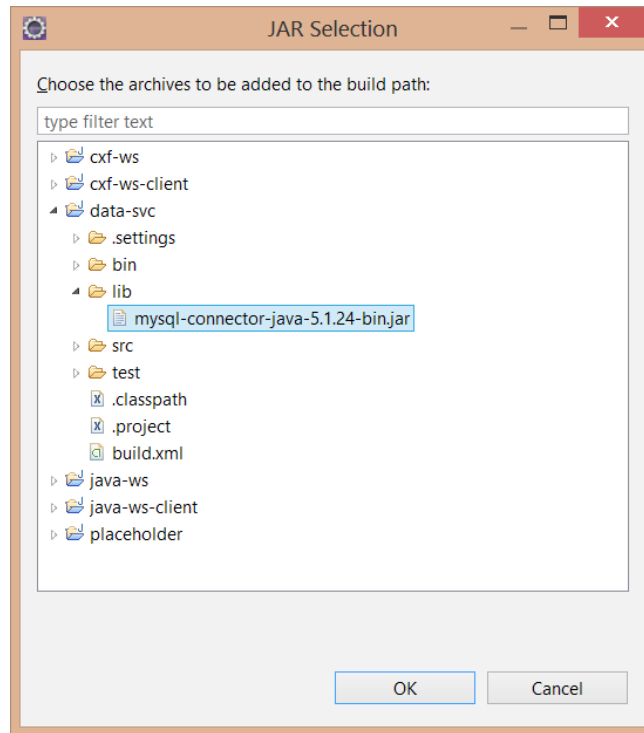 JAR Selection
Choose the archives to be added to the build path:
type filter text
cxf-ws
cxf-ws-client
data-svc
.settings
bin
lib
mysql-connector-java-5.1.24-bin.jar
src
test
.classpath
.project
build.xml
java-ws
java-ws-client
placeholder
OK Cancel